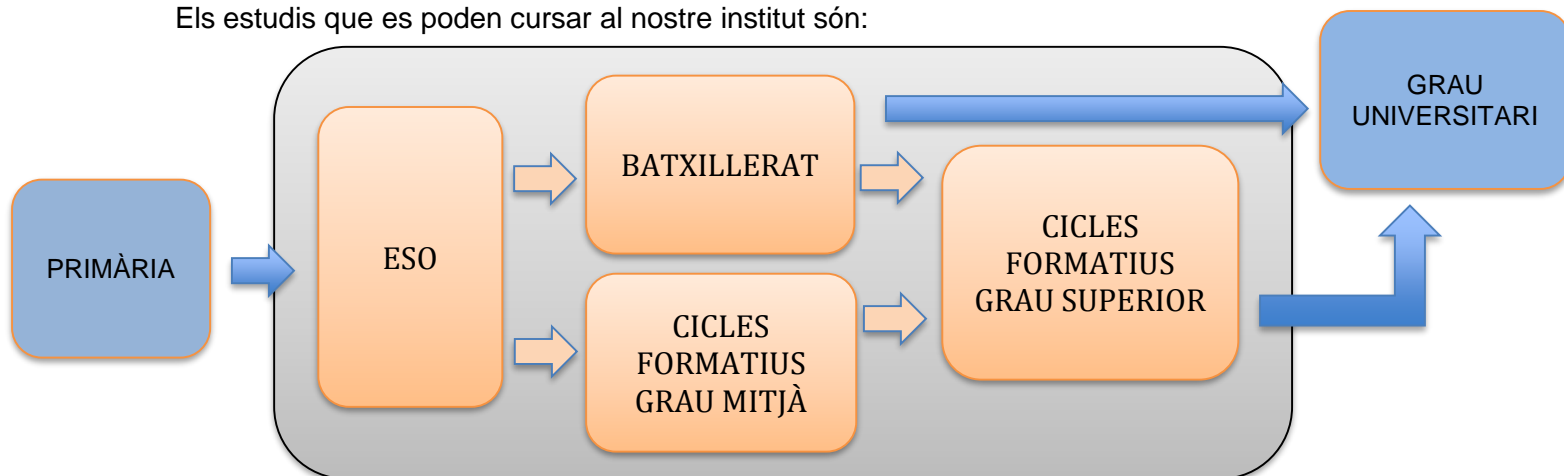 Els estudis que es poden cursar al nostre institut són:
PRIMÀRIA
ESO
BATXILLERAT
CICLES
FORMATIUS
GRAU MITJÀ
CICLES
FORMATIUS
GRAU SUPERIOR
GRAU
UNIVERSITARI